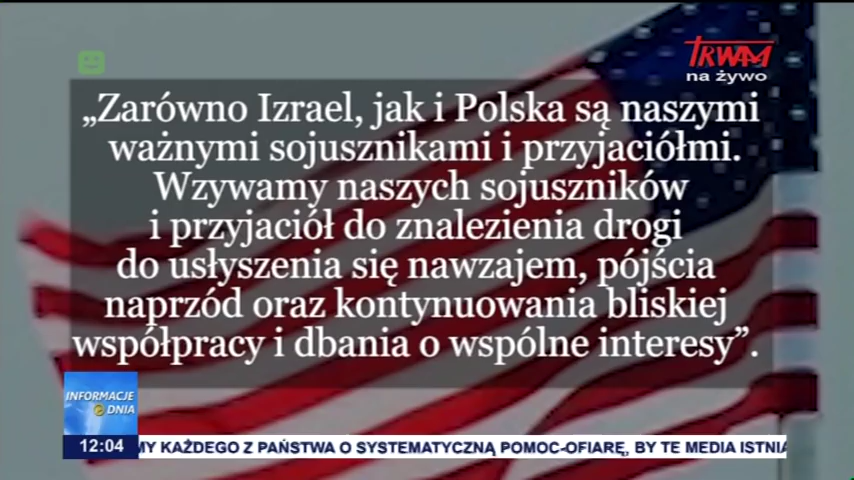 TRWAM
na żywo
„Zarówno Izrael, jak i Polska są naszymi
ważnymi sojusznikami i przyjaciółmi.
Wzywamy naszych sojuszników
i przyjaciół do znalezienia drogi
do usłyszenia się nawzajem, pójścia
naprzód oraz kontynuowania bliskiej
współpracy i dbania o wspólne interesy”.
INFORMACJE
DNIA
12:04 MY KAŻDEGO Z PAŃSTWA O SYSTEMATYCZNĄ POMOC-OFIARĘ, BY TE MEDIA ISTNIA